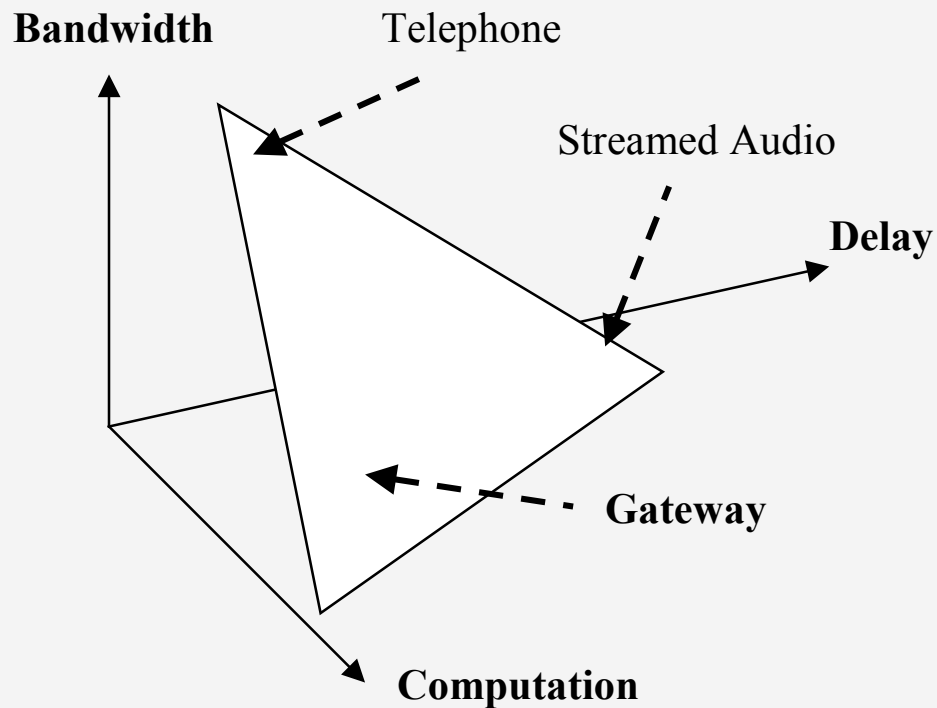 Bandwidth
Telephone
Streamed Audio
Delay
Gateway
Computation